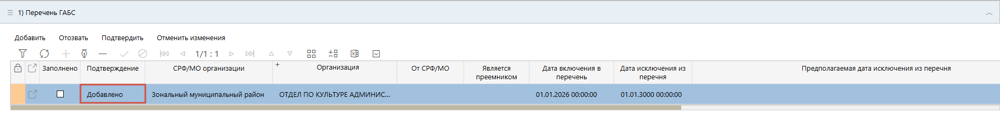 1) Перечень ГАБС
Добавить Отозвать Подтвердить Отменить изменения
1/1 : 1
Заполнено Подтверждение СРФ/МО организации + Организация От СРФ/МО Является преемником Дата включения в перечень Дата исключения из перечня Предполагаемая дата исключения из перечня
Добавлено Зональный муниципальный район ОТДЕЛ ПО КУЛЬТУРЕ АДМИНИС... 01.01.2026 00:00:00 01.01.3000 00:00:00